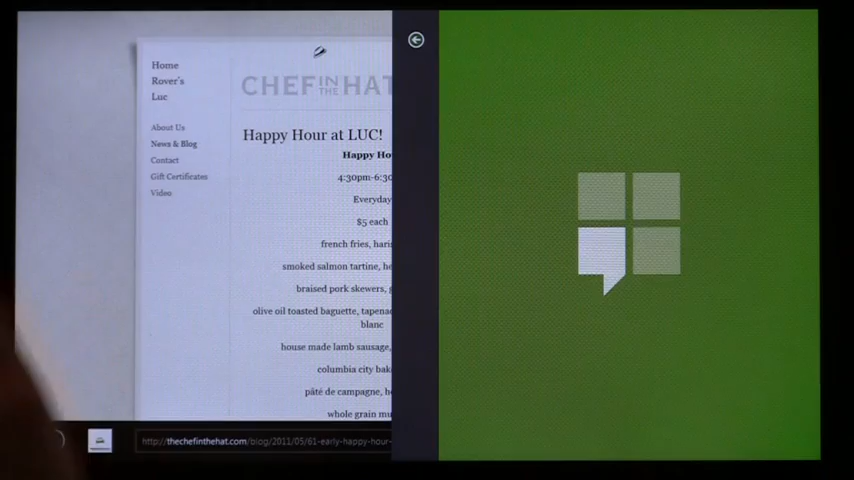 Home
Rover's
Luc
About Us
News & Blog
Contact
Gift Certificates
Video
CHEF IN THE HAT
Happy Hour at LUC!
Happy Ho
4:30pm-6:30
Everyday
$5 each
french fries, hari
smoked salmon tartine, he
braised pork skewers, g
olive oil toasted baguette, tapena
blanc
house made lamb sausage,
columbia city bak
pâté de campagne, h
whole grain mu
http://thechefinthehat.com/blog/2011/05/61-early-happy-hour-